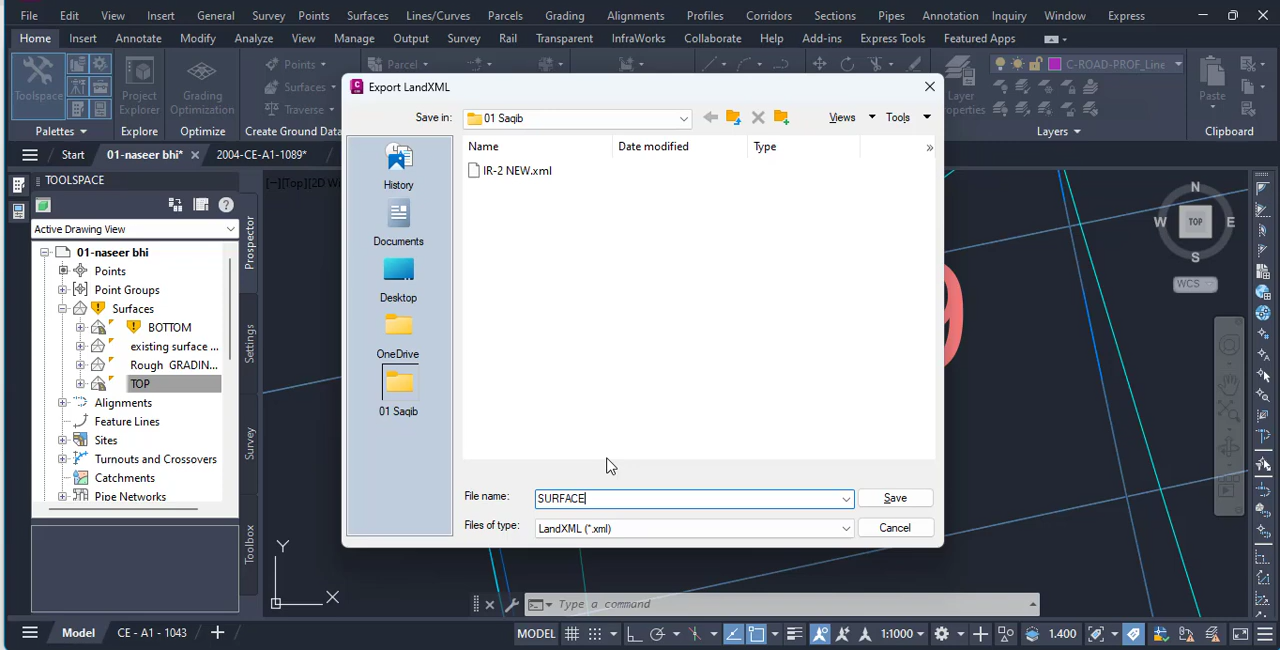 File Edit View Insert General Survey Points Surfaces Lines/Curves Parcels Grading Alignments Profiles Corridors Sections Pipes Annotation Inquiry Window Express
Home Insert Annotate Modify Analyze View Manage Output Survey Rail Transparent InfraWorks Collaborate Help Add-ins Express Tools Featured Apps
Toolspace
Project
Explorer
Grading
Optimization
Points
Surfaces
Traverse
Parcel
Layer
Properties
C-ROAD-PROF_Line
Paste
Palettes Explore Optimize Create Ground Data Layers Clipboard
Start 01-naseer bhi* 2004-CE-A1-1089*
TOOLSPACE
Active Drawing View
01-naseer bhi
Points
Point Groups
Surfaces
BOTTOM
existing surface ...
Rough GRADIN...
TOP
Alignments
Feature Lines
Sites
Turnouts and Crossovers
Catchments
Pipe Networks
Prospector
Settings
Survey
Toolbox
[−][Top][2D W
Export LandXML
Save in: 01 Saqib Views Tools
Name Date modified Type »
IR-2 NEW.xml
History
Documents
Desktop
OneDrive
01 Saqib
File name: SURFACE Save
Files of type: LandXML (*.xml) Cancel
N
W TOP E
S
WCS
9
Y
X
Type a command
Model CE - A1 - 1043 MODEL 1:1000 1.400